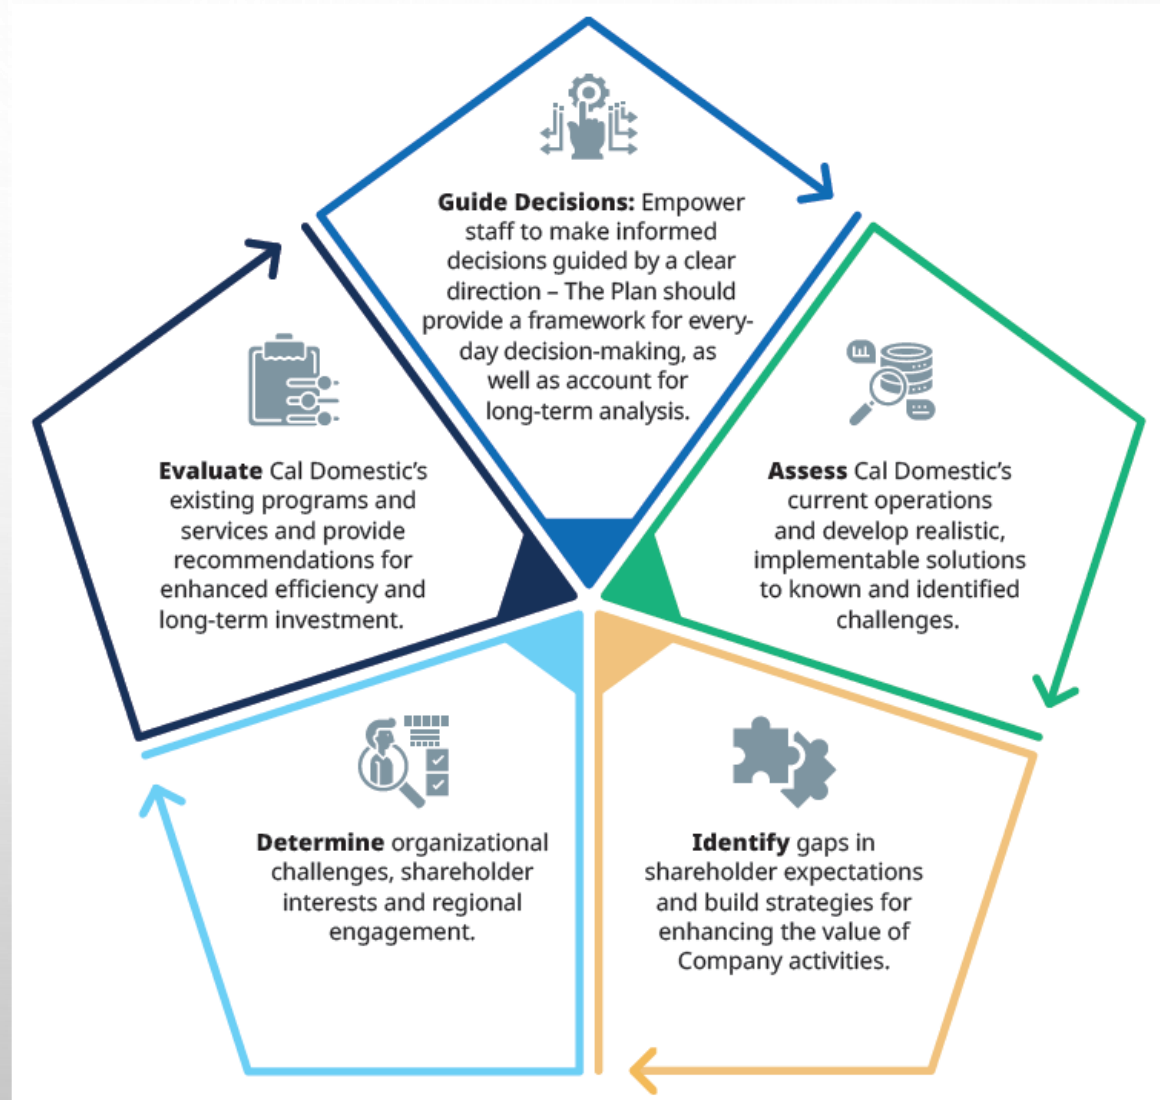 Guide Decisions: Empower
staff to make informed
decisions guided by a clear
direction – The Plan should
provide a framework for every-
day decision-making, as
well as account for
long-term analysis.
Evaluate Cal Domestic’s
existing programs and
services and provide
recommendations for
enhanced efficiency and
long-term investment.
Assess Cal Domestic’s
current operations
and develop realistic,
implementable solutions
to known and identified
challenges.
Determine organizational
challenges, shareholder
interests and regional
engagement.
Identify gaps in
shareholder expectations
and build strategies for
enhancing the value of
Company activities.